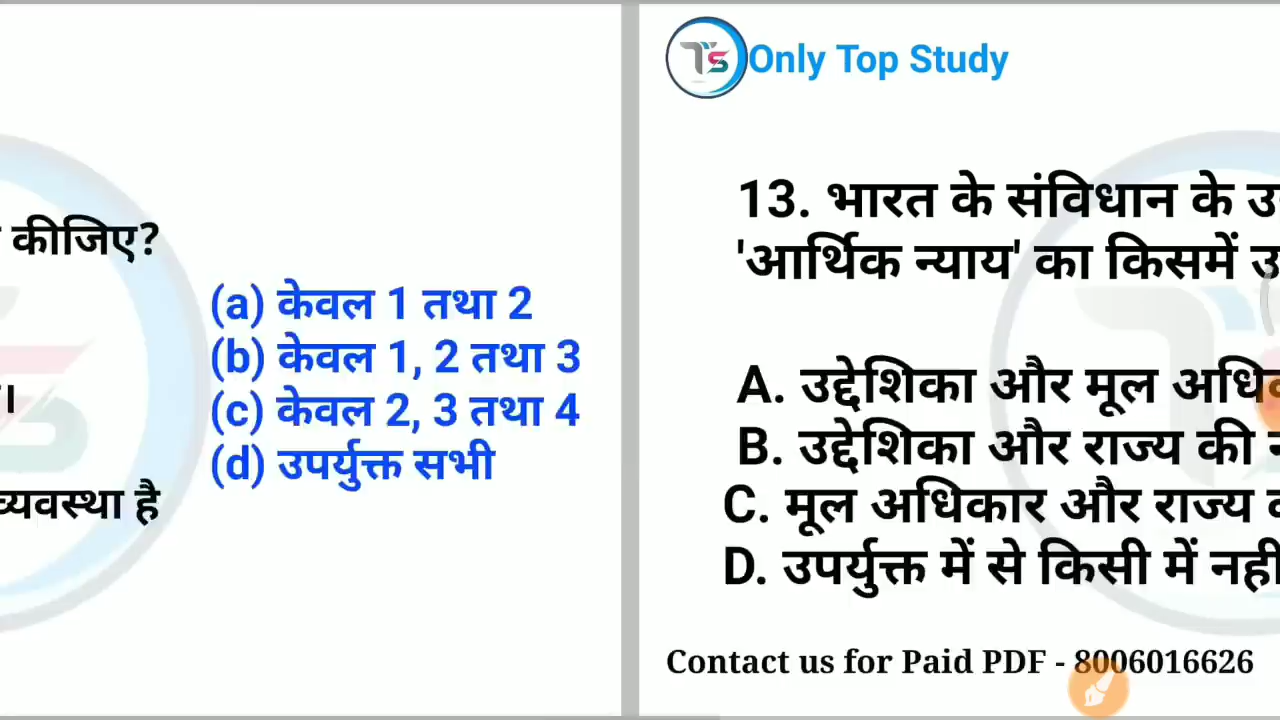 कीजिए?
(a) केवल 1 तथा 2
(b) केवल 1, 2 तथा 3
(c) केवल 2, 3 तथा 4
(d) उपर्युक्त सभी
व्यवस्था है
TS Only Top Study
13. भारत के संविधान के
'आर्थिक न्याय' का किसमें
A. उद्देशिका और मूल
B. उद्देशिका और राज्य की
C. मूल अधिकार और राज्य
D. उपर्युक्त में से किसी में नही
Contact us for Paid PDF - 8006016626